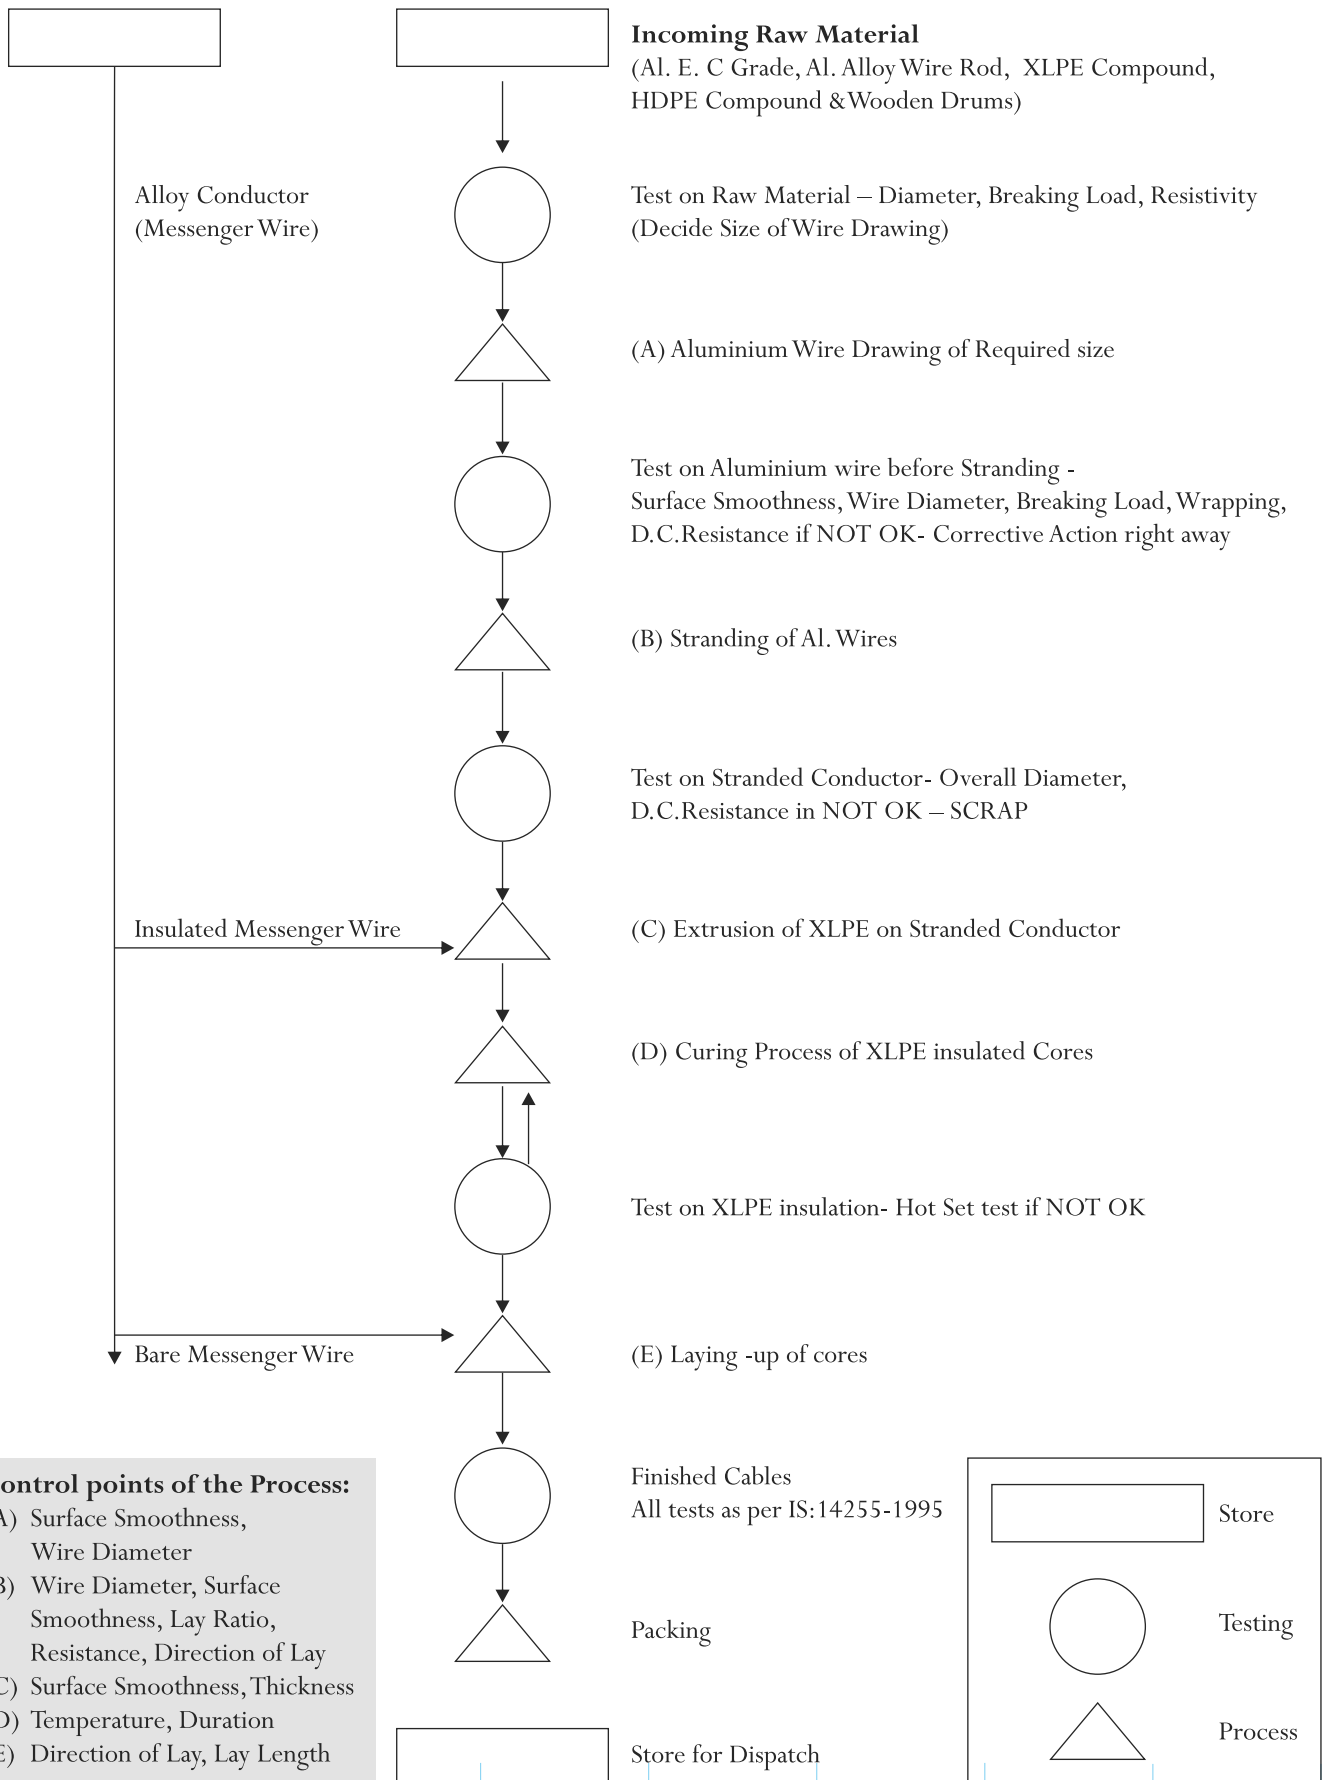 Incoming Raw Material
(Al. E. C Grade, Al. Alloy Wire Rod, XLPE Compound,
HDPE Compound & Wooden Drums)
Alloy Conductor
(Messenger Wire)
Test on Raw Material – Diameter, Breaking Load, Resistivity
(Decide Size of Wire Drawing)
(A) Aluminium Wire Drawing of Required size
Test on Aluminium wire before Stranding -
Surface Smoothness, Wire Diameter, Breaking Load, Wrapping,
D.C.Resistance if NOT OK- Corrective Action right away
(B) Stranding of Al. Wires
Test on Stranded Conductor- Overall Diameter,
D.C.Resistance in NOT OK – SCRAP
Insulated Messenger Wire
(C) Extrusion of XLPE on Stranded Conductor
(D) Curing Process of XLPE insulated Cores
Test on XLPE insulation- Hot Set test if NOT OK
Bare Messenger Wire
(E) Laying -up of cores
Finished Cables
All tests as per IS:14255-1995
Packing
Store for Dispatch
ontrol points of the Process:
A) Surface Smoothness,
Wire Diameter
B) Wire Diameter, Surface
Smoothness, Lay Ratio,
Resistance, Direction of Lay
C) Surface Smoothness, Thickness
D) Temperature, Duration
E) Direction of Lay, Lay Length
Store
Testing
Process